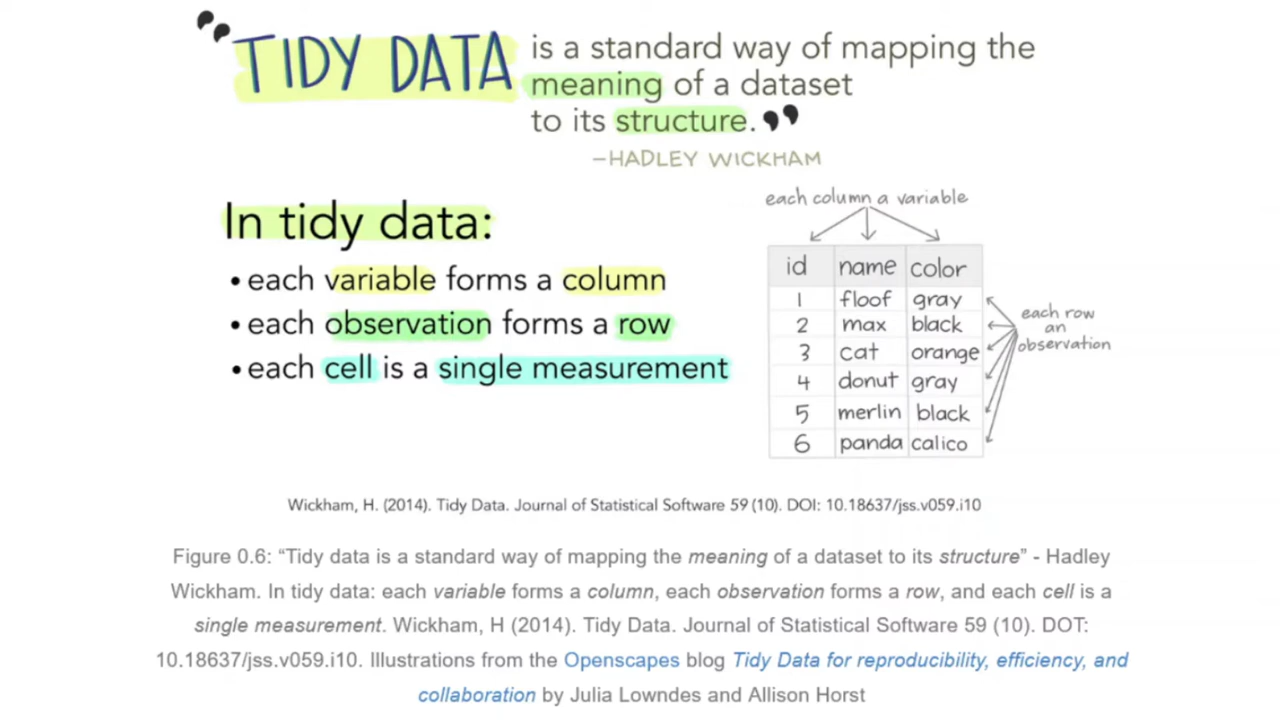 "TIDY DATA is a standard way of mapping the
meaning of a dataset
to its structure."
–HADLEY WICKHAM
In tidy data:
• each variable forms a column
• each observation forms a row
• each cell is a single measurement
each column a variable
id name color
1 floof gray
2 max black
3 cat orange
4 donut gray
5 merlin black
6 panda calico
each row
an
observation
Wickham, H. (2014). Tidy Data. Journal of Statistical Software 59 (10). DOI: 10.18637/jss.v059.i10
Figure 0.6: “Tidy data is a standard way of mapping the meaning of a dataset to its structure” - Hadley
Wickham. In tidy data: each variable forms a column, each observation forms a row, and each cell is a
single measurement. Wickham, H (2014). Tidy Data. Journal of Statistical Software 59 (10). DOT:
10.18637/jss.v059.i10. Illustrations from the Openscapes blog Tidy Data for reproducibility, efficiency, and
collaboration by Julia Lowndes and Allison Horst